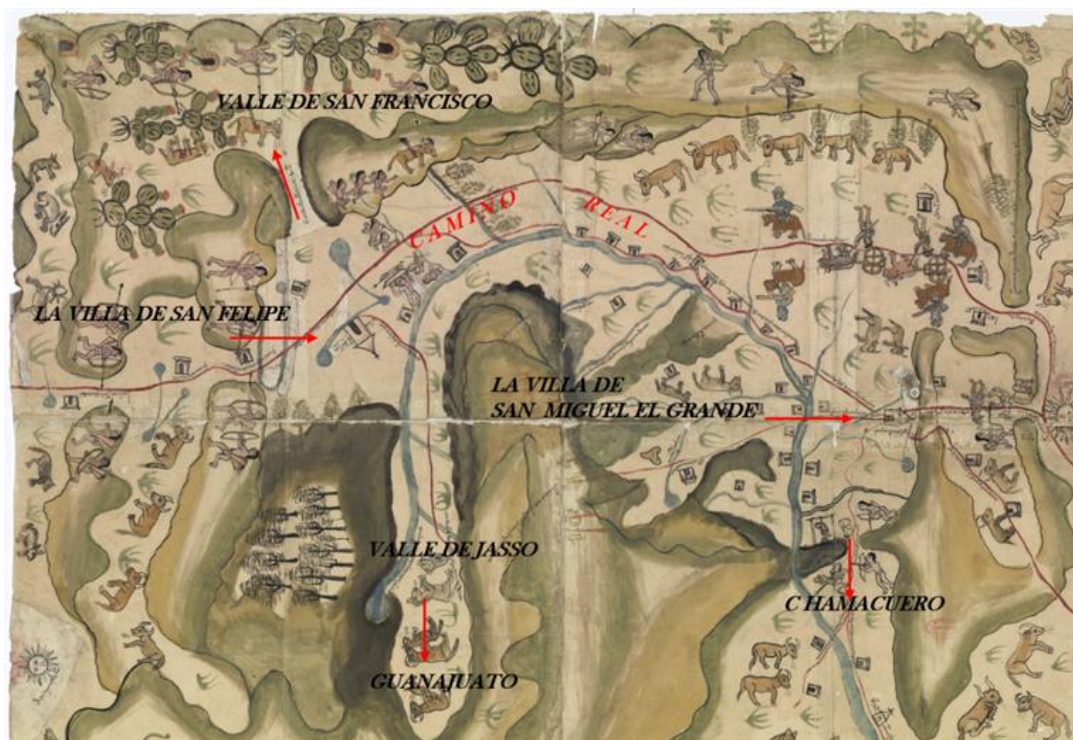 VALLE DE SAN FRANCISCO
CAMINO REAL
LA VILLA DE SAN FELIPE
LA VILLA DE
SAN MIGUEL EL GRANDE
VALLE DE JASSO
C HAMACUERO
GUANAJUATO